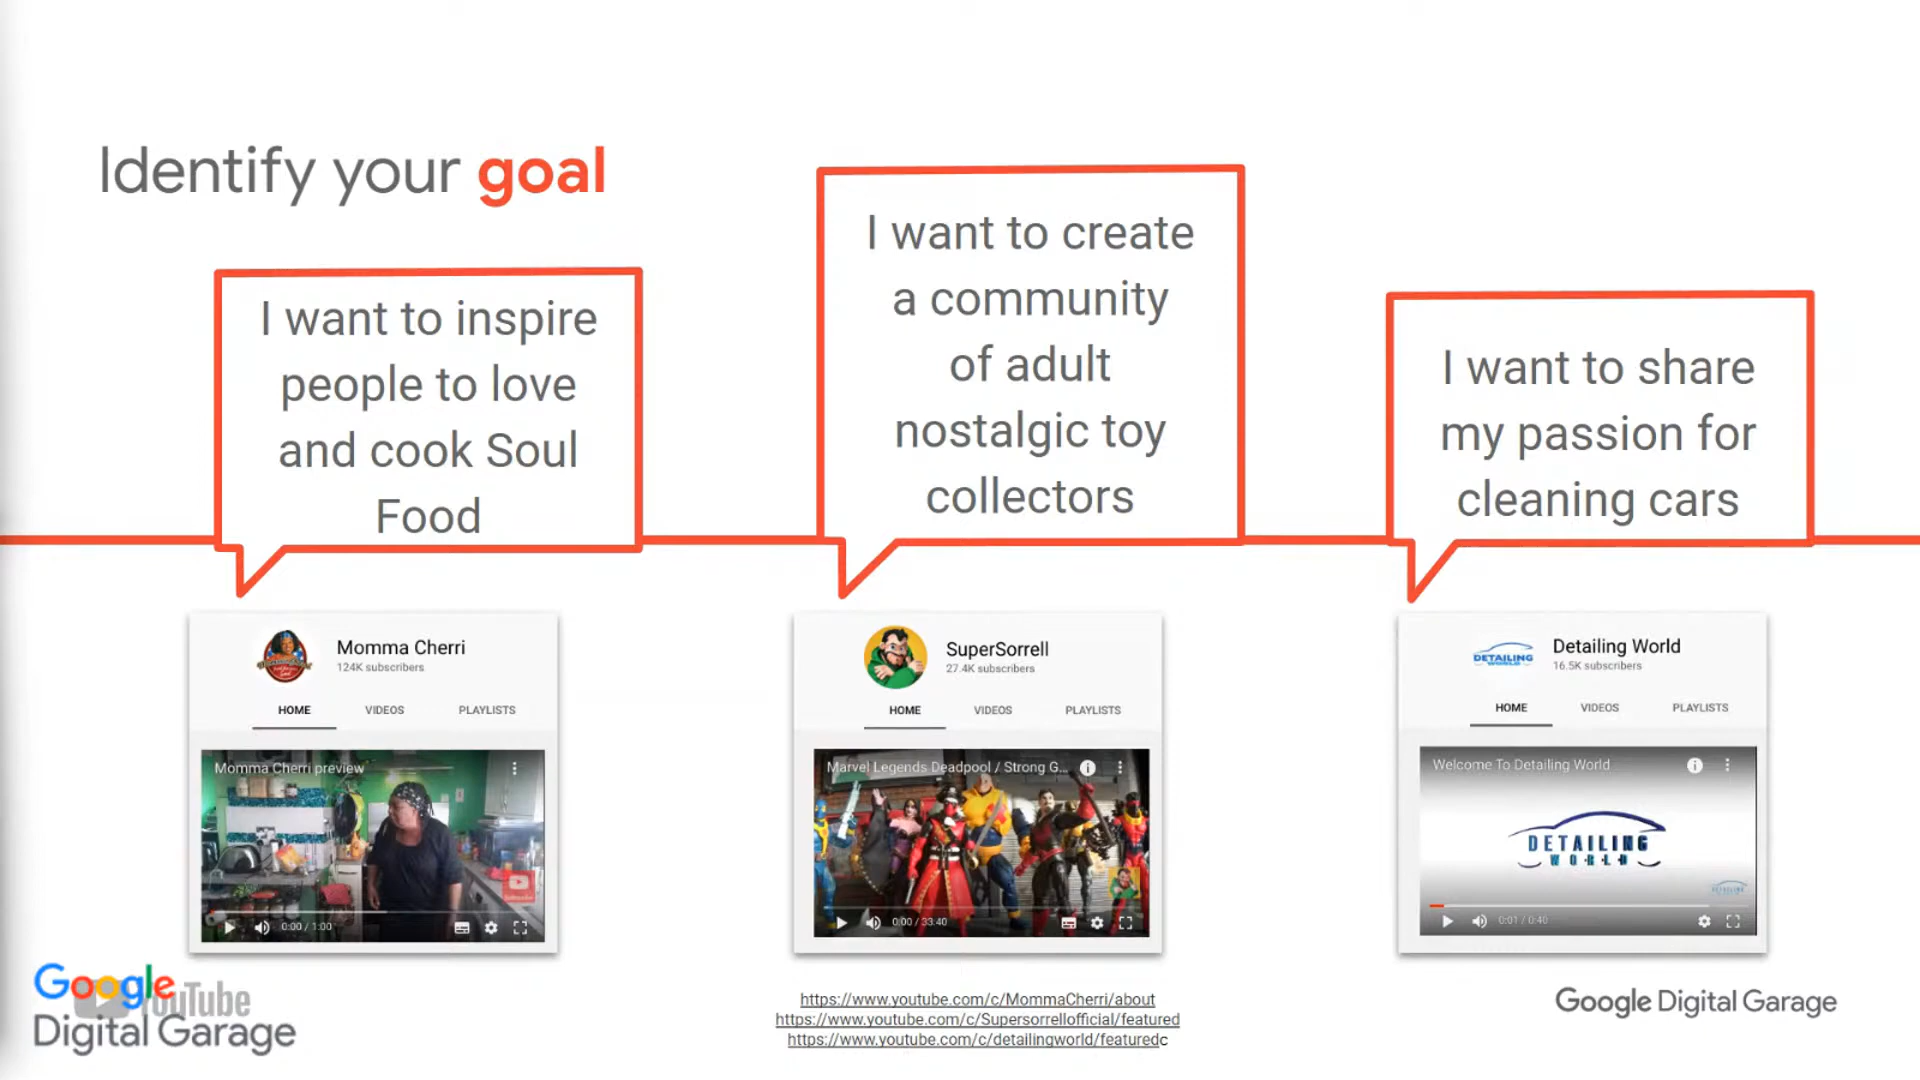 Identify your goal
I want to inspire
people to love
and cook Soul
Food
I want to create
a community
of adult
nostalgic toy
collectors
I want to share
my passion for
cleaning cars
Momma Cherri
124K subscribers
HOME VIDEOS PLAYLISTS
Momma Cherri preview
0:00 / 1:00
SuperSorrell
27.4K subscribers
HOME VIDEOS PLAYLISTS
Marvel Legends Deadpool / Strong G...
0:00 / 33:40
DETAILING
WORLD
Detailing World
16.5K subscribers
HOME VIDEOS PLAYLISTS
Welcome To Detailing World
DETAILING
WORLD
0:01 / 0:40
Google
YouTube
Digital Garage
https://www.youtube.com/c/MommaCherri/about
https://www.youtube.com/c/Supersorrellofficial/featured
https://www.youtube.com/c/detailingworld/featuredc
Google Digital Garage